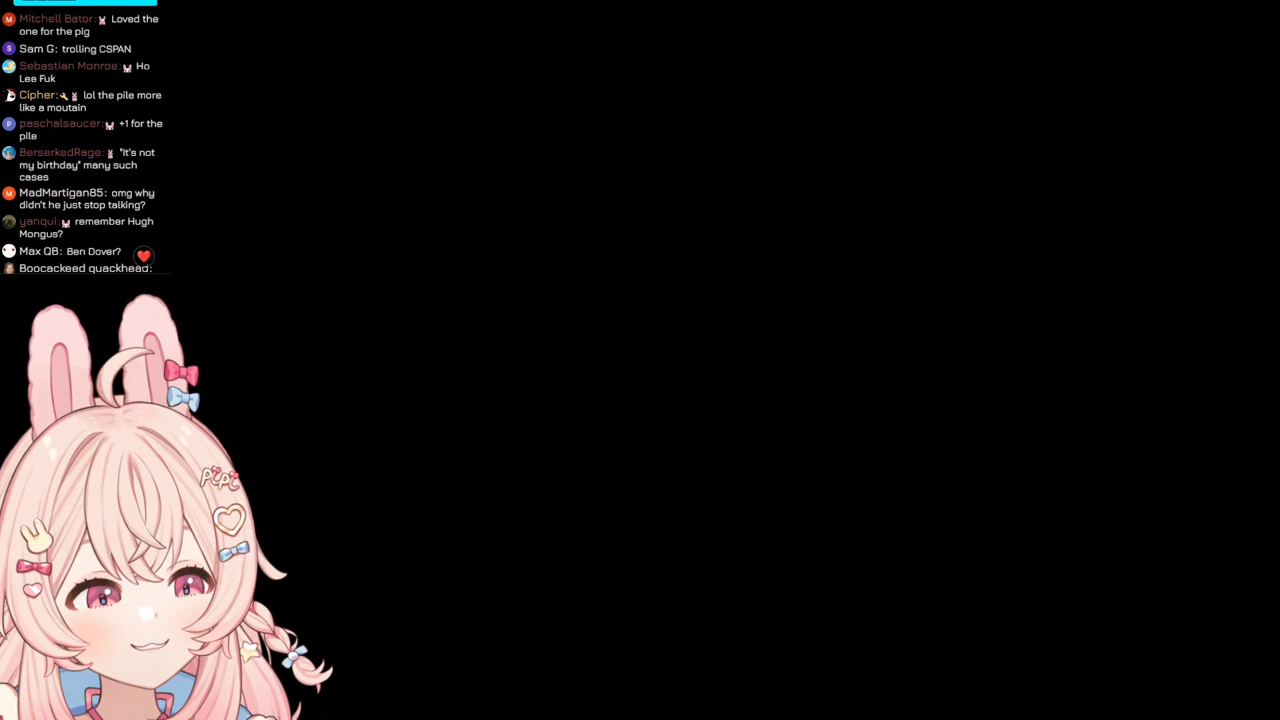 Mitchell Bator: Loved the
one for the pig
Sam G: trolling CSPAN
Sebastian Monroe: Ho
Lee Fuk
Cipher: lol the pile more
like a moutain
paschalsaucer: +1 for the
pile
BerserkedRage: "It's not
my birthday" many such
cases
MadMartigan85: omg why
didn't he just stop talking?
yanqui: remember Hugh
Mongus?
Max QB: Ben Dover?
Boocackeed quackhead:
Pipi